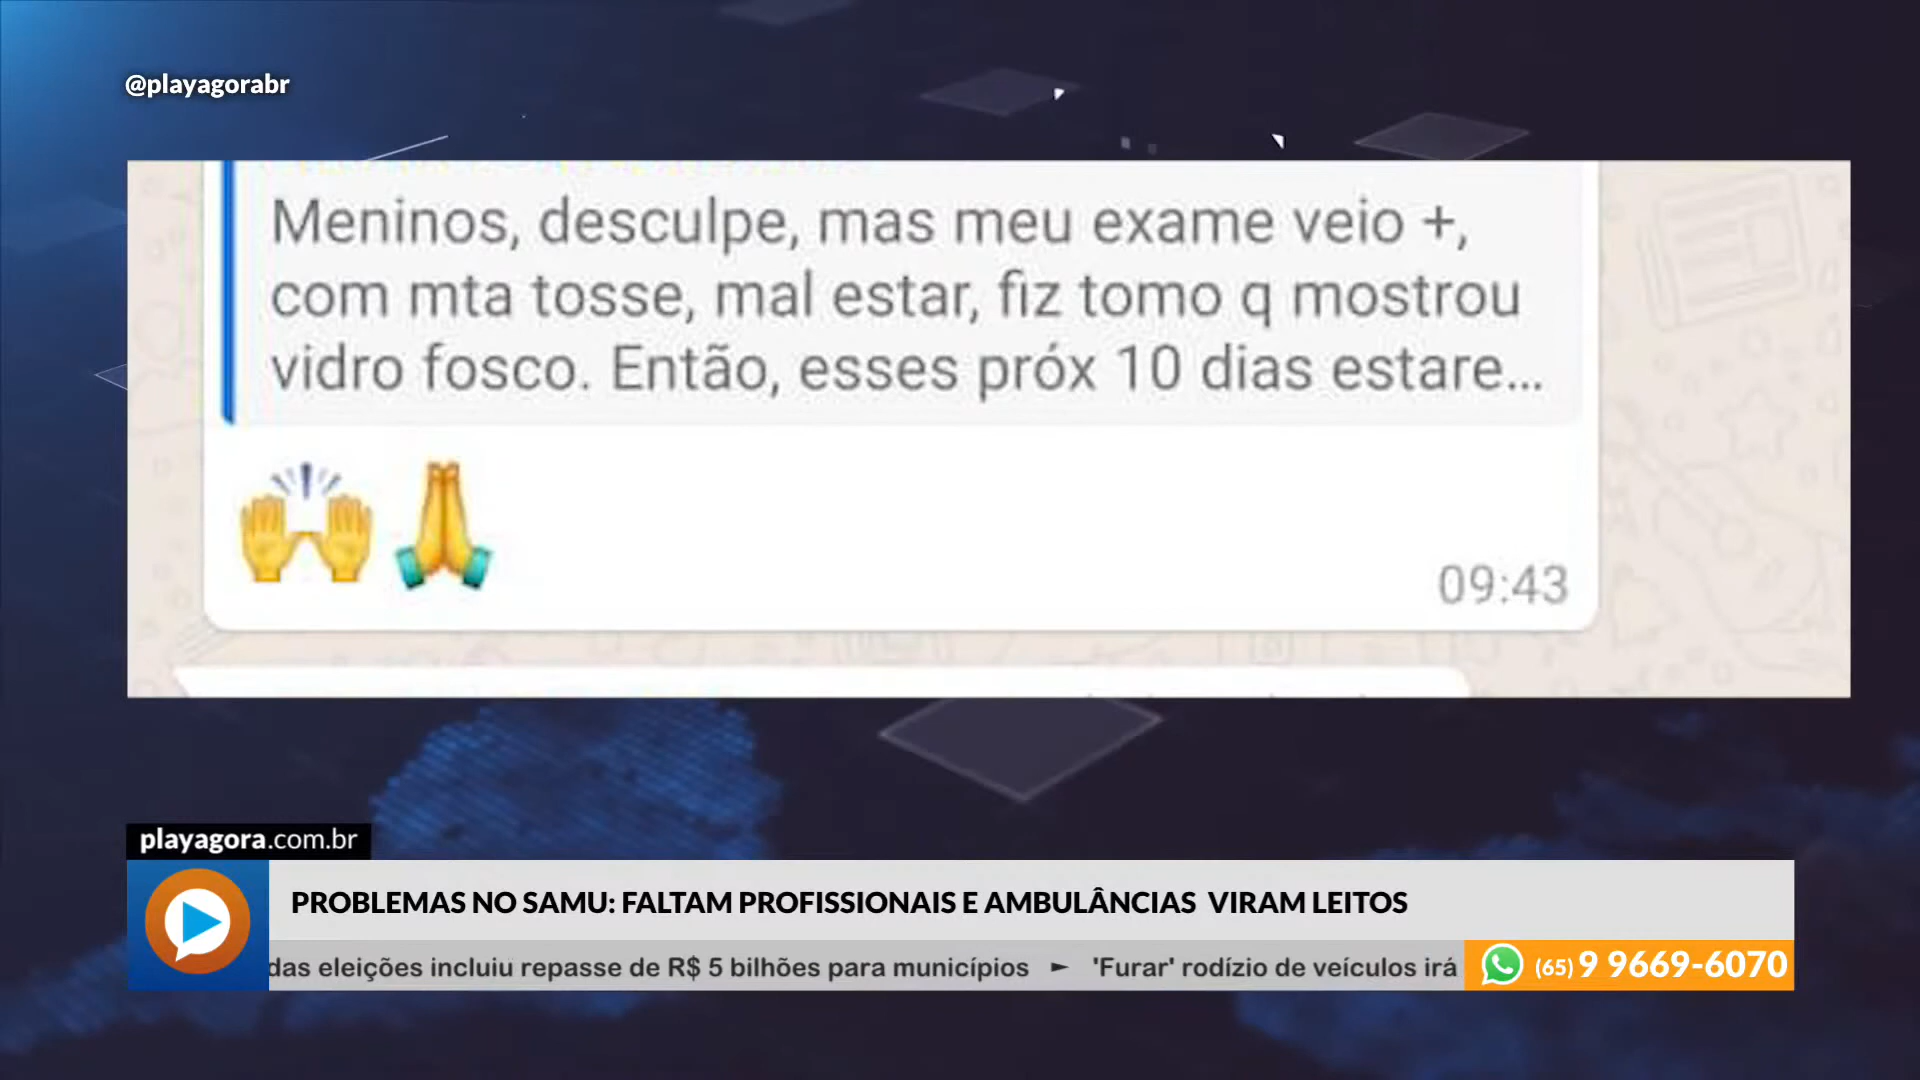 @playagorabr
Meninos, desculpe, mas meu exame veio +,
com mta tosse, mal estar, fiz tomo q mostrou
vidro fosco. Então, esses próx 10 dias estare...
🙌🙏
09:43
playagora.com.br
PROBLEMAS NO SAMU: FALTAM PROFISSIONAIS E AMBULÂNCIAS VIRAM LEITOS
das eleições incluiu repasse de R$ 5 bilhões para municípios ► 'Furar' rodízio de veículos irá
(65) 9 9669-6070